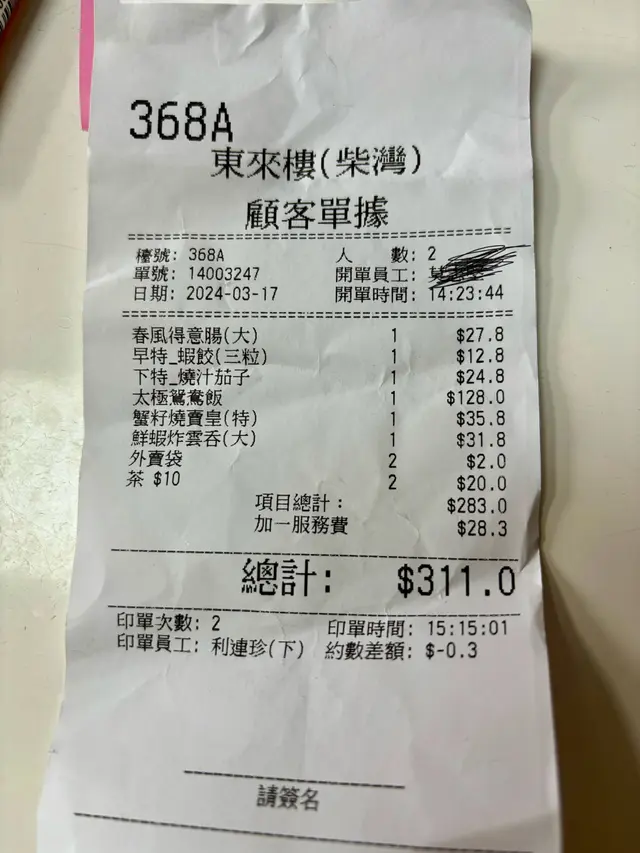 368A
東來樓(柴灣)
顧客單據
檯號: 368A 人 數: 2
單號: 14003247 開單員工:
日期: 2024-03-17 開單時間: 14:23:44
春風得意腸(大) 1 $27.8
早特_蝦餃(三粒) 1 $12.8
下特_燒汁茄子 1 $24.8
太極鴛鴦飯 1 $128.0
蟹籽燒賣皇(特) 1 $35.8
鮮蝦炸雲吞(大) 1 $31.8
外賣袋 2 $2.0
茶 $10 2 $20.0
項目總計: $283.0
加一服務費 $28.3
總計: $311.0
印單次數: 2 印單時間: 15:15:01
印單員工: 利連珍(下) 約數差額: $-0.3
請簽名